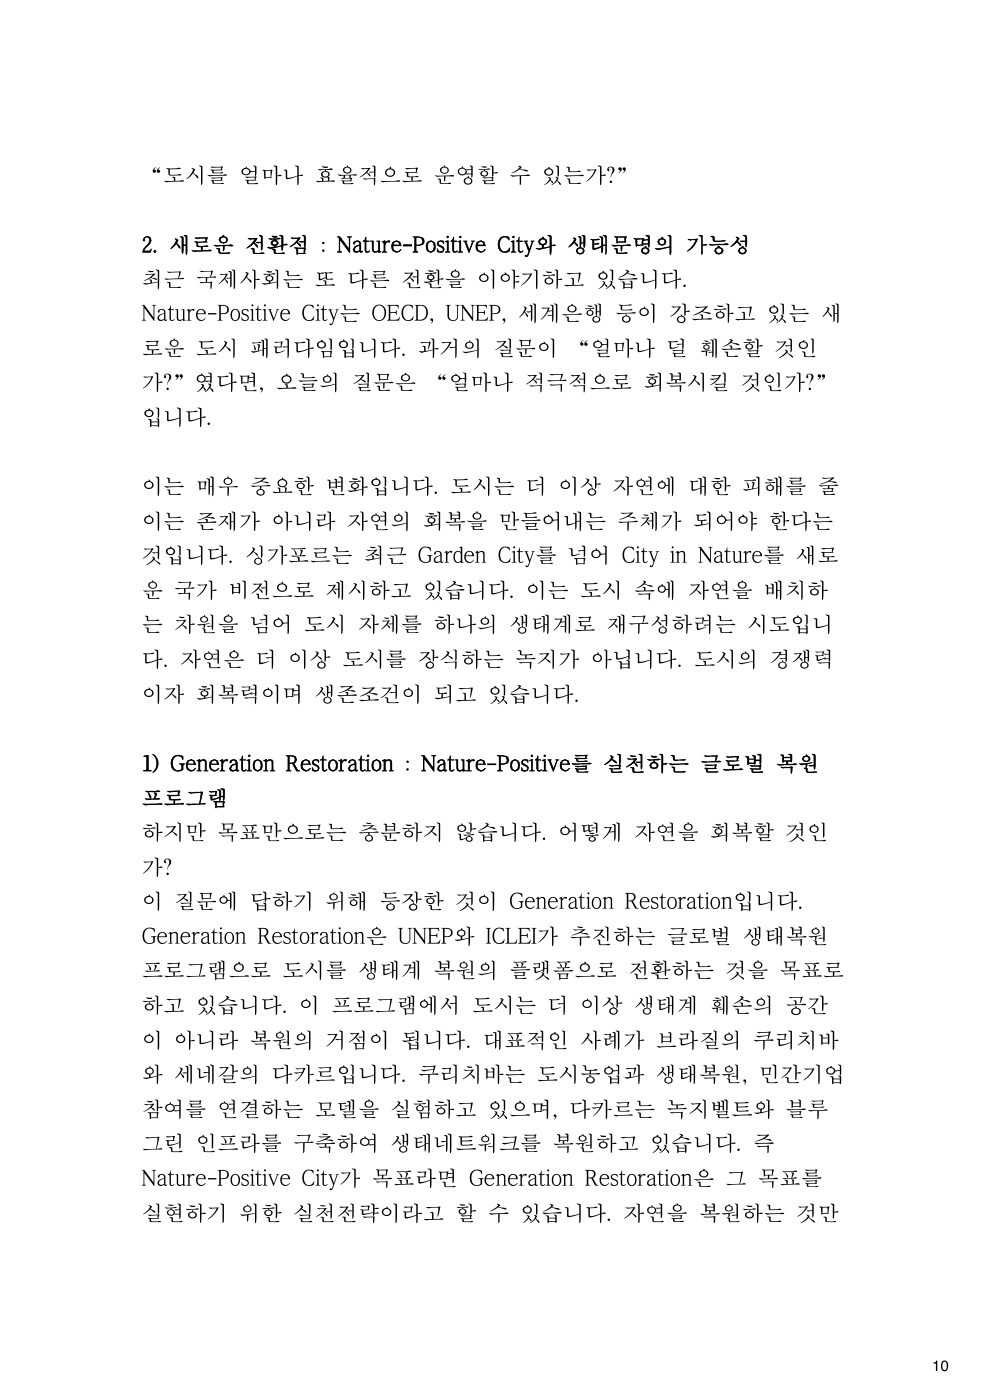 “도시를 얼마나 효율적으로 운영할 수 있는가?”
2. 새로운 전환점 : Nature-Positive City와 생태문명의 가능성
최근 국제사회는 또 다른 전환을 이야기하고 있습니다.
Nature-Positive City는 OECD, UNEP, 세계은행 등이 강조하고 있는 새
로운 도시 패러다임입니다. 과거의 질문이 “얼마나 덜 훼손할 것인
가?”였다면, 오늘의 질문은 “얼마나 적극적으로 회복시킬 것인가?”
입니다.
이는 매우 중요한 변화입니다. 도시는 더 이상 자연에 대한 피해를 줄
이는 존재가 아니라 자연의 회복을 만들어내는 주체가 되어야 한다는
것입니다. 싱가포르는 최근 Garden City를 넘어 City in Nature를 새로
운 국가 비전으로 제시하고 있습니다. 이는 도시 속에 자연을 배치하
는 차원을 넘어 도시 자체를 하나의 생태계로 재구성하려는 시도입니
다. 자연은 더 이상 도시를 장식하는 녹지가 아닙니다. 도시의 경쟁력
이자 회복력이며 생존조건이 되고 있습니다.
1) Generation Restoration : Nature-Positive를 실천하는 글로벌 복원
프로그램
하지만 목표만으로는 충분하지 않습니다. 어떻게 자연을 회복할 것인
가?
이 질문에 답하기 위해 등장한 것이 Generation Restoration입니다.
Generation Restoration은 UNEP와 ICLEI가 추진하는 글로벌 생태복원
프로그램으로 도시를 생태계 복원의 플랫폼으로 전환하는 것을 목표로
하고 있습니다. 이 프로그램에서 도시는 더 이상 생태계 훼손의 공간
이 아니라 복원의 거점이 됩니다. 대표적인 사례가 브라질의 쿠리치바
와 세네갈의 다카르입니다. 쿠리치바는 도시농업과 생태복원, 민간기업
참여를 연결하는 모델을 실험하고 있으며, 다카르는 녹지벨트와 블루
그린 인프라를 구축하여 생태네트워크를 복원하고 있습니다. 즉
Nature-Positive City가 목표라면 Generation Restoration은 그 목표를
실현하기 위한 실천전략이라고 할 수 있습니다. 자연을 복원하는 것만
10